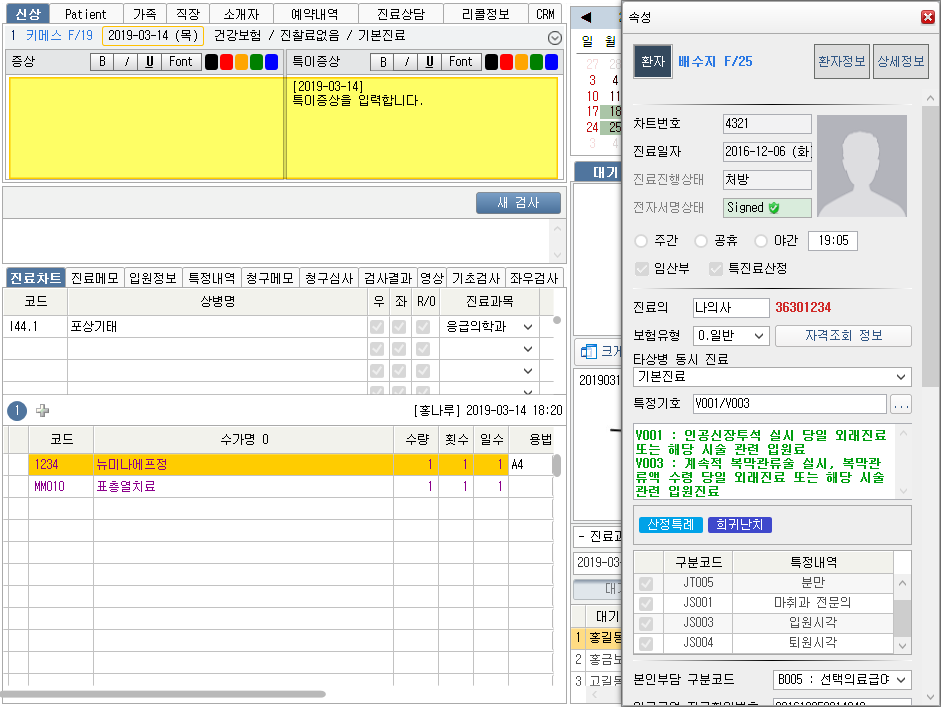 신상 Patient 가족 직장 소개자 예약내역 진료상담 리콜정보 CRM
1 키메스 F/19 2019-03-14 (목) 건강보험 / 진찰료없음 / 기본진료
증상 B / U Font 특이증상 B / U Font
[2019-03-14]
특이증상을 입력합니다.
새 검사
진료차트 진료메모 입원정보 특정내역 청구메모 청구심사 검사결과 영상 기초검사 좌우검사
코드 상병명 우 좌 R/O 진료과목
I44.1 포상기태 응급의학과
1 [홍나루] 2019-03-14 18:20
코드 수가명 0 수량 횟수 일수 용법
1234 뉴미나에프정 1 1 1 A4
MM010 표층열치료 1 1 1
일 월
27
3 4
10 11
17 18
24 25
3 4
대기
크게
2019031
- 진료과
2019-03-
대기
대기
1 홍길동
2 홍금보
3 고길동
속성
환자 배수지 F/25 환자정보 상세정보
차트번호 4321
진료일자 2016-12-06 (화)
진료진행상태 처방
전자서명상태 Signed
주간 공휴 야간 19:05
임산부 특진료산정
진료의 나의사 36301234
보험유형 0.일반 자격조회 정보
타상병 동시 진료
기본진료
특정기호 V001/V003 ...
V001 : 인공신장투석 실시 당일 외래진료
또는 해당 시술 관련 입원료
V003 : 계속적 복막관류술 실시, 복막관
류액 수령 당일 외래진료 또는 해당 시술
관련 입원진료
산정특례 희귀난치
구분코드 특정내역
JT005 분만
JS001 마취과 전문의
JS003 입원시각
JS004 퇴원시각
본인부담 구분코드 B005 : 선택의료급여